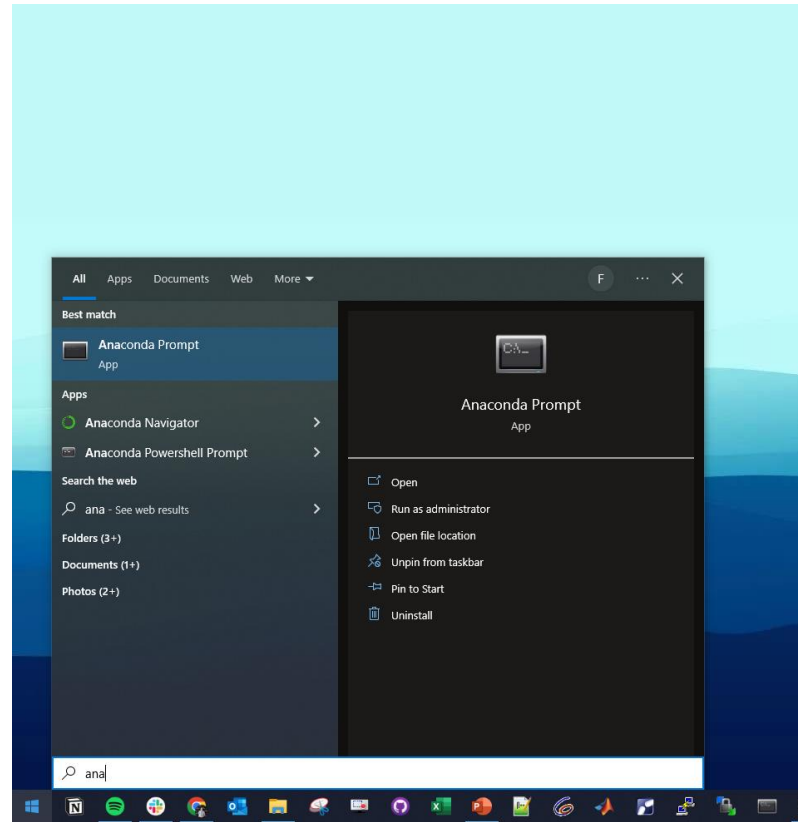 All Apps Documents Web More
F ...
Best match
Anaconda Prompt
App
Apps
Anaconda Navigator
Anaconda Powershell Prompt
Search the web
ana - See web results
Folders (3+)
Documents (1+)
Photos (2+)
C:\_
Anaconda Prompt
App
Open
Run as administrator
Open file location
Unpin from taskbar
Pin to Start
Uninstall
ana